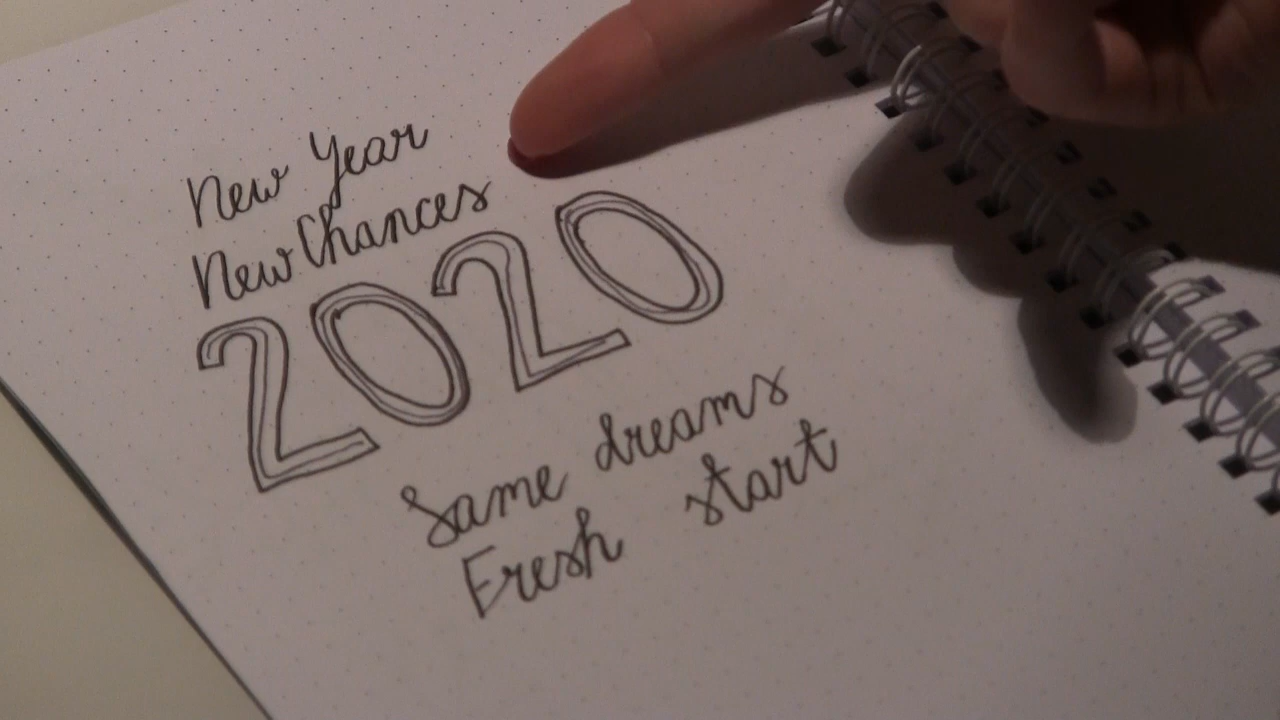 New Year
New Chances
2020
Same dreams
Fresh start